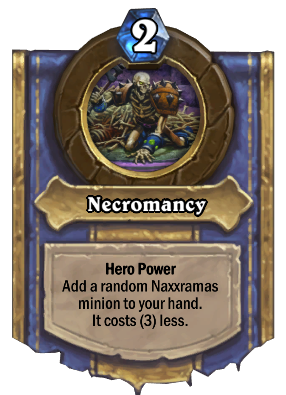 2
Necromancy
Hero Power
Add a random Naxxramas
minion to your hand.
It costs (3) less.